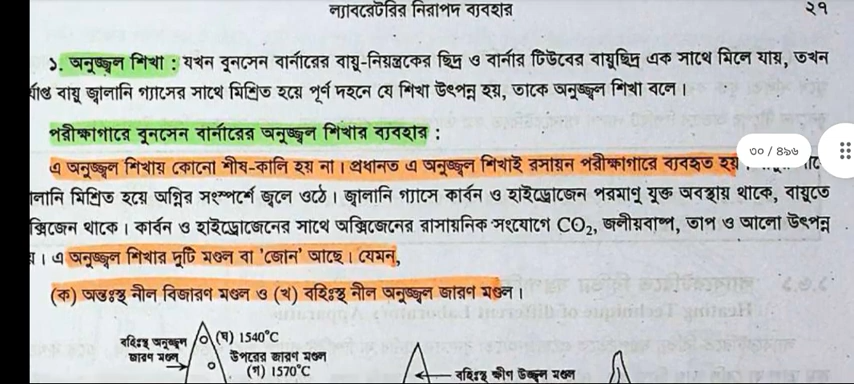 ল্যাবরেটরির নিরাপদ ব্যবহার ২৭
১. অনুজ্জ্বল শিখা : যখন বুনসেন বার্নারের বায়ু-নিয়ন্ত্রকের ছিদ্র ও বার্নার টিউবের বায়ুছিদ্র এক সাথে মিলে যায়, তখন
র্যাপ্ত বায়ু জ্বালানি গ্যাসের সাথে মিশ্রিত হয়ে পূর্ণ দহনে যে শিখা উৎপন্ন হয়, তাকে অনুজ্জ্বল শিখা বলে।
পরীক্ষাগারে বুনসেন বার্নারের অনুজ্জ্বল শিখার ব্যবহার :
এ অনুজ্জ্বল শিখায় কোনো শীষ-কালি হয় না। প্রধানত এ অনুজ্জ্বল শিখাই রসায়ন পরীক্ষাগারে ব্যবহৃত হয়
৩০ / ৪৯৬
লানি মিশ্রিত হয়ে অগ্নির সংস্পর্শে জ্বলে ওঠে। জ্বালানি গ্যাসে কার্বন ও হাইড্রোজেন পরমাণু যুক্ত অবস্থায় থাকে, বায়ুতে
ক্সিজেন থাকে। কার্বন ও হাইড্রোজেনের সাথে অক্সিজেনের রাসায়নিক সংযোগে CO₂, জলীয়বাষ্প, তাপ ও আলো উৎপন্ন
য়। এ অনুজ্জ্বল শিখার দুটি মণ্ডল বা 'জোন' আছে। যেমন,
(ক) অন্তঃস্থ নীল বিজারণ মণ্ডল ও (খ) বহিঃস্থ নীল অনুজ্জ্বল জারণ মণ্ডল।
বহিঃস্থ অনুজ্জ্বল
জারণ মণ্ডল
(ঘ) 1540°C
উপরের জারণ মণ্ডল
(গ) 1570°C
বহিঃস্থ ক্ষীণ উজ্জ্বল মণ্ডল